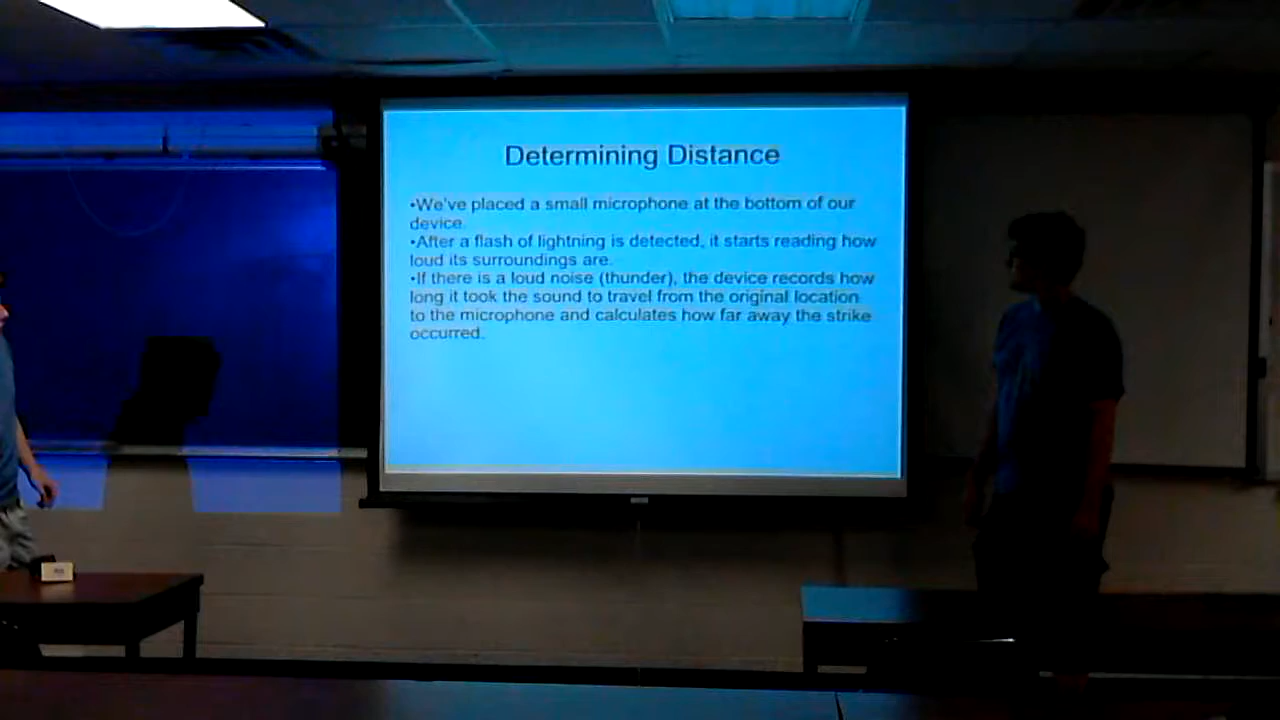 Determining Distance
•We've placed a small microphone at the bottom of our
device.
•After a flash of lightning is detected, it starts reading how
loud its surroundings are.
•If there is a loud noise (thunder), the device records how
long it took the sound to travel from the original location
to the microphone and calculates how far away the strike
occurred.